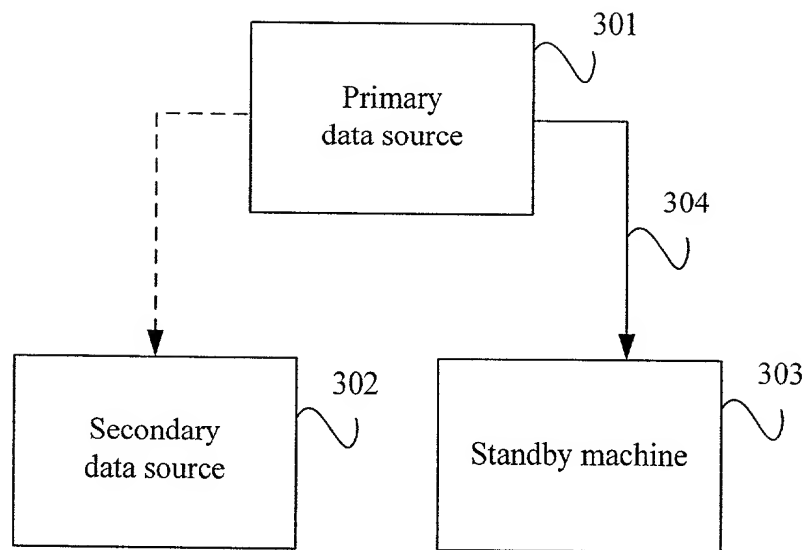 301
Primary
data source
304
302
303
Secondary
data source
Standby machine